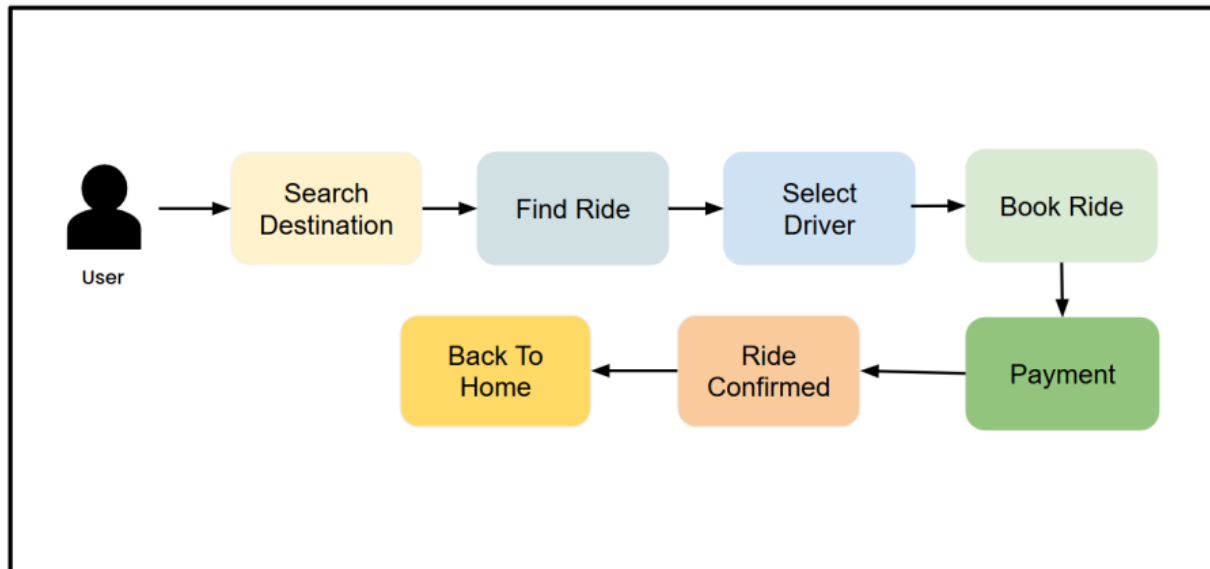 User
Search
Destination
Find Ride
Select
Driver
Book Ride
Payment
Ride
Confirmed
Back To
Home